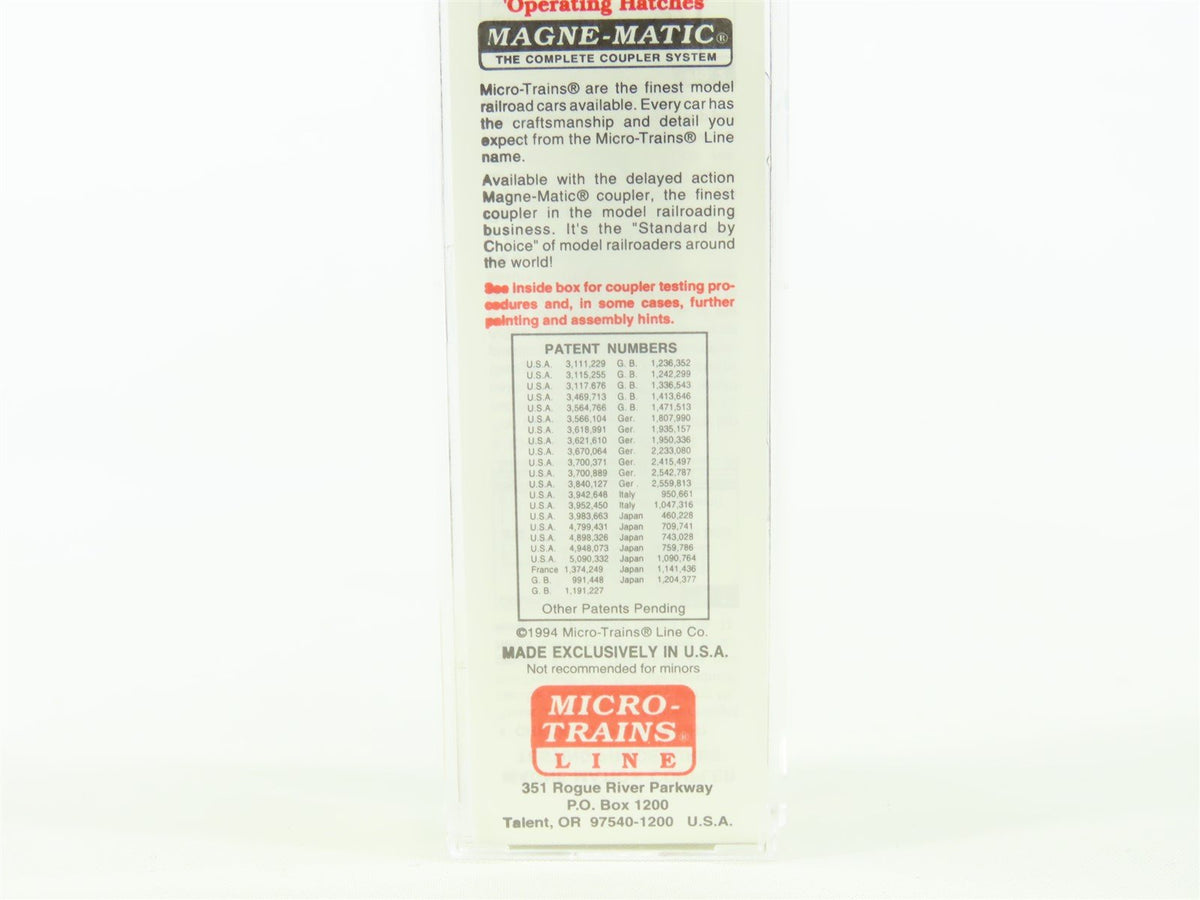 'Operating Hatches'
MAGNE-MATIC®
THE COMPLETE COUPLER SYSTEM
Micro-Trains® are the finest model
railroad cars available. Every car has
the craftsmanship and detail you
expect from the Micro-Trains® Line
name.
Available with the delayed action
Magne-Matic® coupler, the finest
coupler in the model railroading
business. It's the "Standard by
Choice" of model railroaders around
the world!
See inside box for coupler testing pro-
cedures and, in some cases, further
painting and assembly hints.
PATENT NUMBERS
U.S.A. 3,111,229 G. B. 1,236,352
U.S.A. 3,115,255 G. B. 1,242,299
U.S.A. 3,117.676 G. B. 1,336,543
U.S.A. 3,469,713 G. B. 1,413,646
U.S.A. 3,564,766 G. B. 1,471,513
U.S.A. 3,566,104 Ger. 1,807,990
U.S.A. 3,618,991 Ger. 1,935,157
U.S.A. 3,621,610 Ger. 1,950,336
U.S.A. 3,670,064 Ger. 2,233,080
U.S.A. 3,700,371 Ger. 2,415,497
U.S.A. 3,700,889 Ger. 2,542,787
U.S.A. 3,840,127 Ger . 2,559,813
U.S.A. 3,942,648 Italy 950,661
U.S.A. 3,952,450 Italy 1,047,316
U.S.A. 3,983,663 Japan 460,228
U.S.A. 4,799,431 Japan 709,741
U.S.A. 4,898,326 Japan 743,028
U.S.A. 4,948,073 Japan 759,786
U.S.A. 5,090,332 Japan 1,090,764
France 1,374,249 Japan 1,141,436
G. B. 991,448 Japan 1,204,377
G. B. 1,191,227
Other Patents Pending
©1994 Micro-Trains® Line Co.
MADE EXCLUSIVELY IN U.S.A.
Not recommended for minors
MICRO-
TRAINS®
LINE
351 Rogue River Parkway
P.O. Box 1200
Talent, OR 97540-1200 U.S.A.